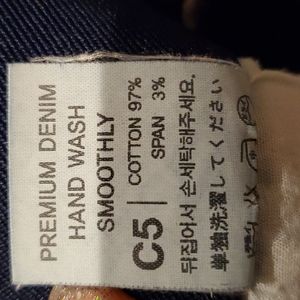 PREMIUM DENIM
HAND WASH
SMOOTHLY
C5
COTTON 97%
SPAN 3%
뒤집어서 손세탁해주세요.
単独洗濯してください